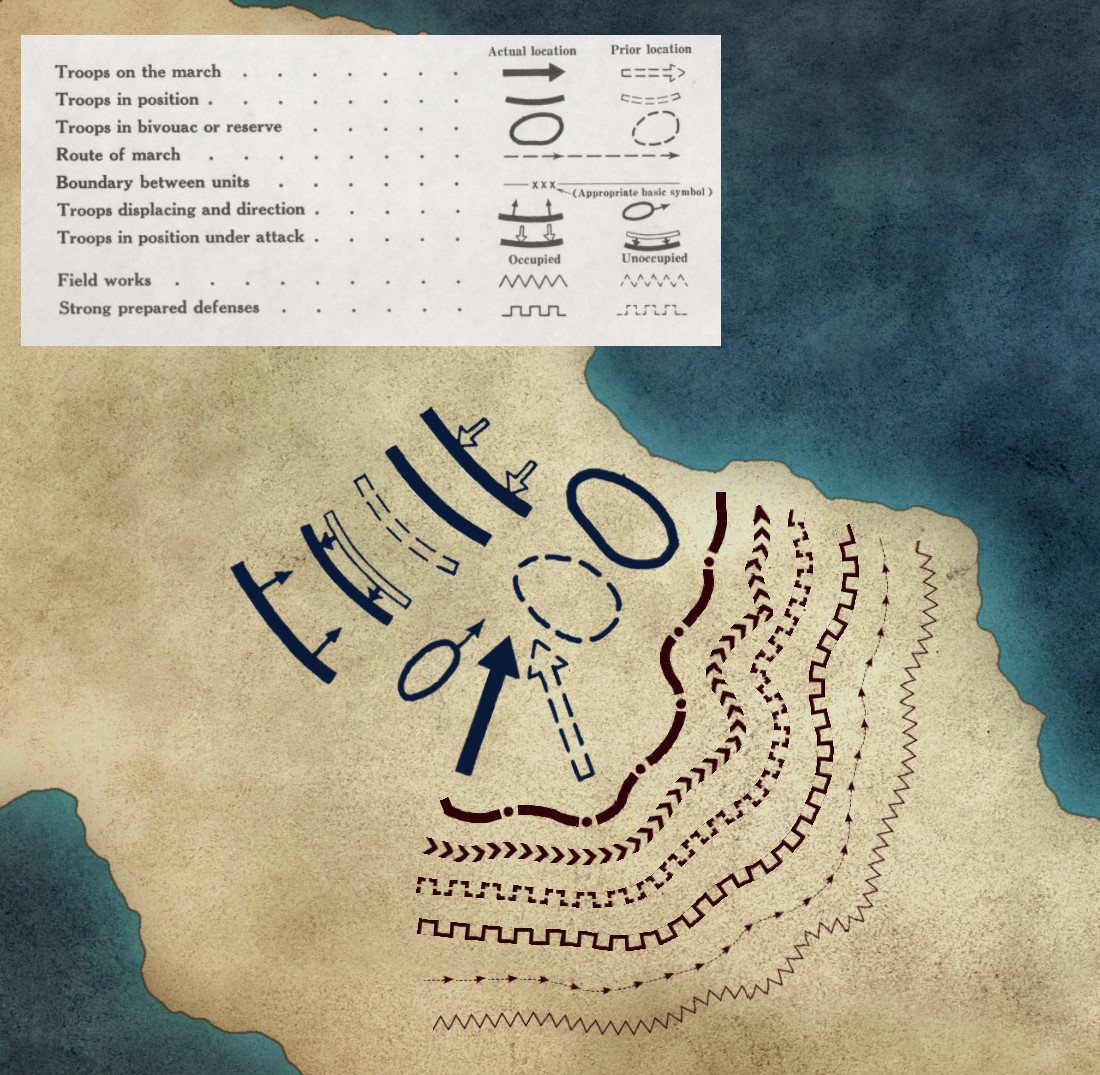 Actual location Prior location
Troops on the march . . . . . . .
Troops in position . . . . . . . .
Troops in bivouac or reserve . . . . .
Route of march . . . . . . . .
Boundary between units . . . . . .
xxx
(Appropriate basic symbol)
Troops displacing and direction . . . . .
Troops in position under attack . . . . .
Occupied Unoccupied
Field works . . . . . . . . .
Strong prepared defenses . . . . . .